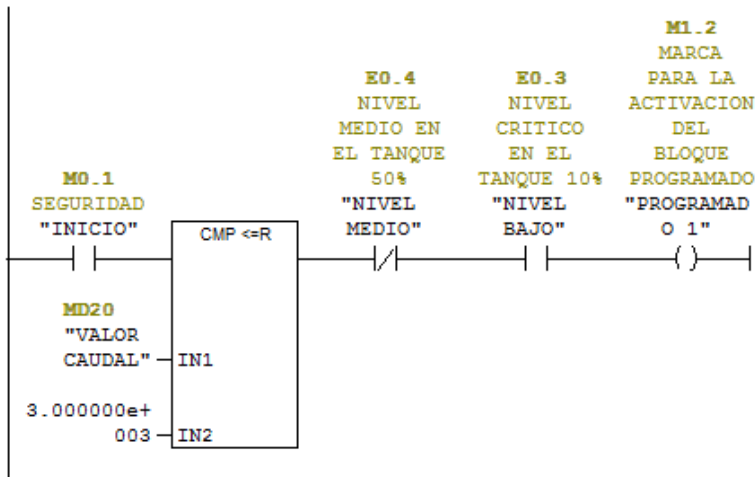 M1.2
MARCA
PARA LA
ACTIVACION
DEL
BLOQUE
PROGRAMADO
"PROGRAMAD
O 1"
E0.4
NIVEL
MEDIO EN
EL TANQUE
50%
"NIVEL
MEDIO"
E0.3
NIVEL
CRITICO
EN EL
TANQUE 10%
"NIVEL
BAJO"
M0.1
SEGURIDAD
"INICIO"
CMP <=R
MD20
"VALOR
CAUDAL"
IN1
3.000000e+
003
IN2